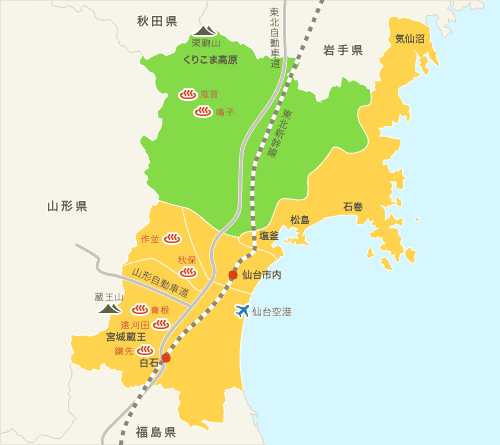 秋田県
東北自動車道
岩手県
気仙沼
栗駒山
くりこま高原
鬼首
鳴子
東北新幹線
山形県
石巻
松島
塩釜
作並
秋保
仙台市内
山形自動車道
蔵王山
青根
仙台空港
遠刈田
宮城蔵王
鎌先
白石
福島県